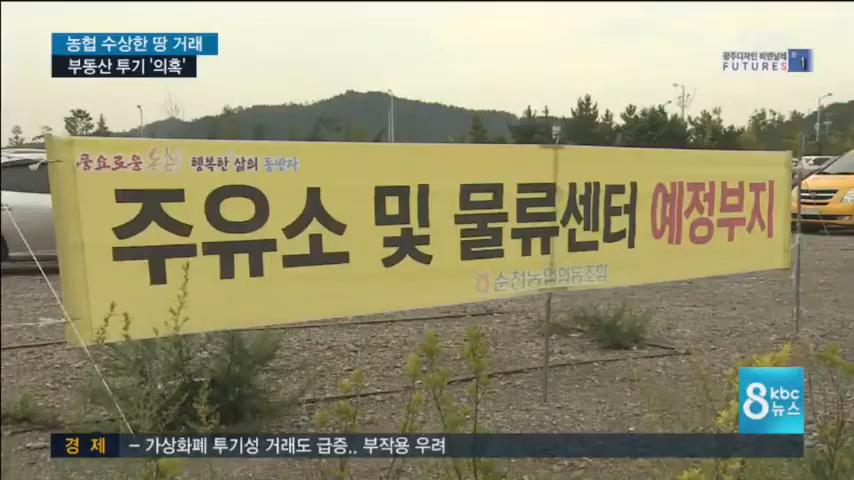 농협 수상한 땅 거래
부동산 투기 '의혹'
광주디자인 비엔날레
FUTURES
풍요로운 농촌 행복한 삶의 동반자
주유소 및 물류센터 예정부지
순천농업협동조합
8 kbc
뉴스
경 제 - 가상화폐 투기성 거래도 급증.. 부작용 우려